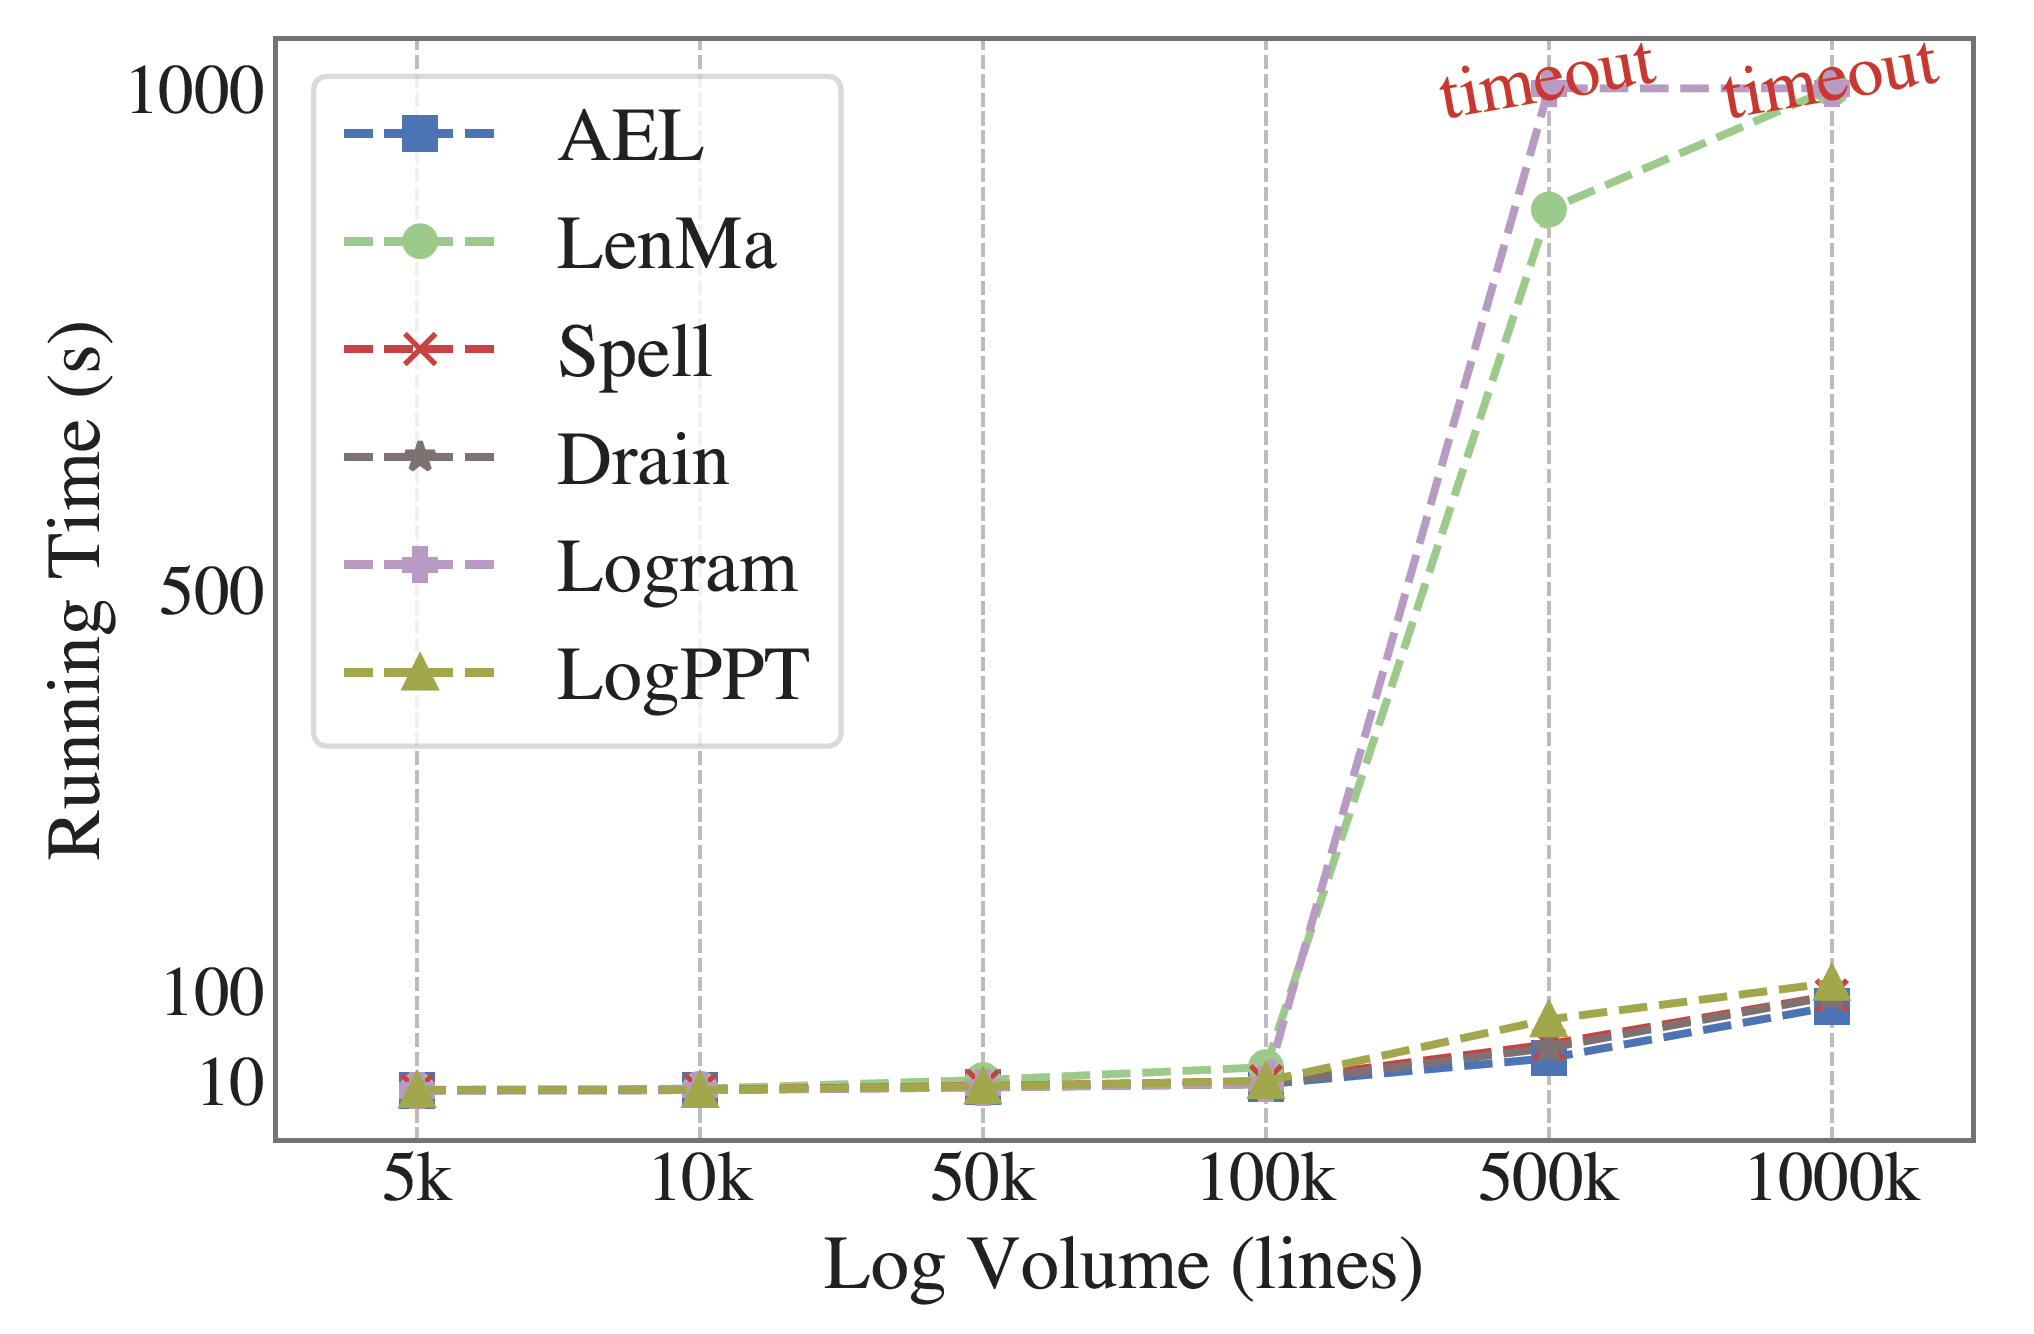 timeout
timeout
1000
500
100
10
Running Time (s)
AEL
LenMa
Spell
Drain
Logram
LogPPT
5k
10k
50k
100k
500k
1000k
Log Volume (lines)